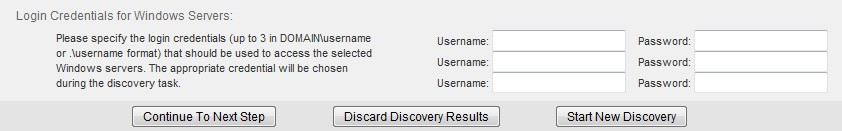 Login Credentials for Windows Servers:
Please specify the login credentials (up to 3 in DOMAIN\username
or .\username format) that should be used to access the selected
Windows servers. The appropriate credential will be chosen
during the discovery task.
Username: Password:
Username: Password:
Username: Password:
Continue To Next Step Discard Discovery Results Start New Discovery